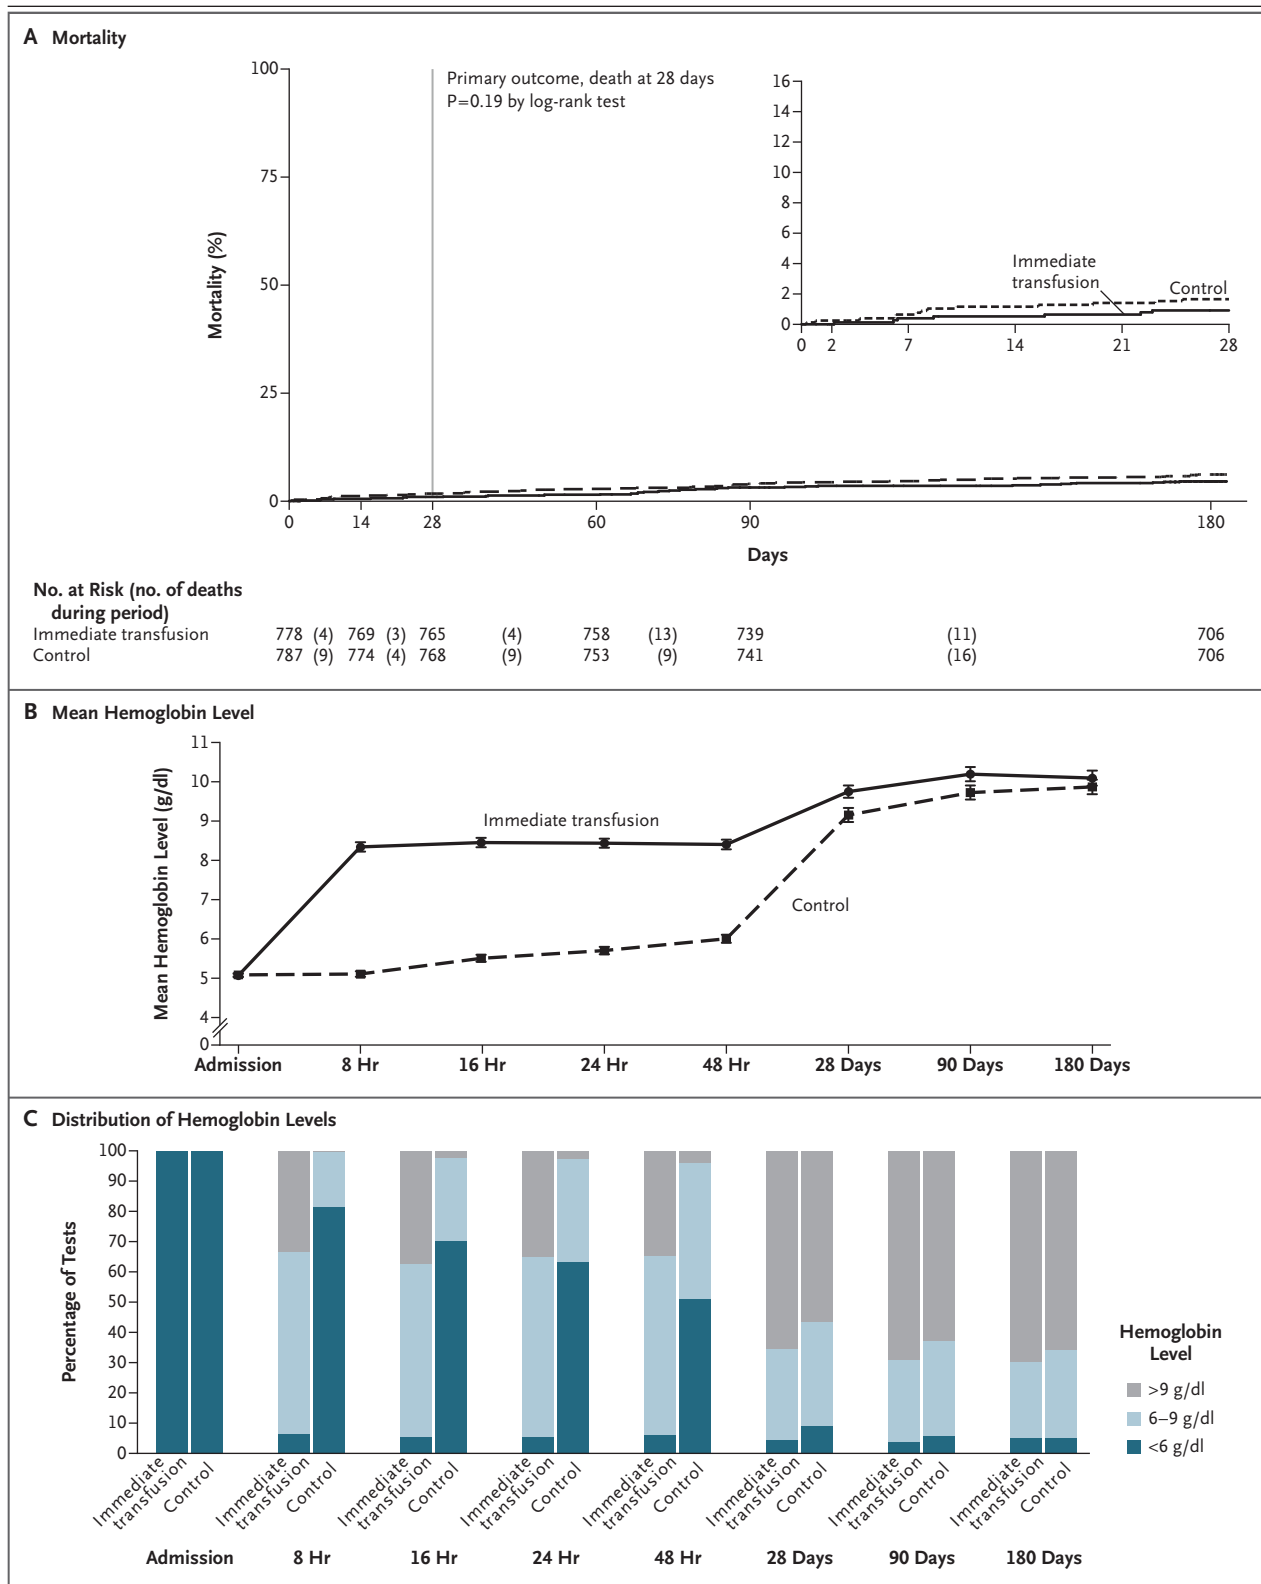 A Mortality
100
75
50
25
0
Mortality (%)
Primary outcome, death at 28 days
P=0.19 by log-rank test
16
14
12
10
8
6
4
2
0
Immediate
transfusion
Control
0 2 7 14 21 28
0 14 28 60 90 180
Days
No. at Risk (no. of deaths
during period)
Immediate transfusion 778 (4) 769 (3) 765 (4) 758 (13) 739 (11) 706
Control 787 (9) 774 (4) 768 (9) 753 (9) 741 (16) 706
B Mean Hemoglobin Level
11
10
9
8
7
6
5
4
0
Mean Hemoglobin Level (g/dl)
Immediate transfusion
Control
Admission 8 Hr 16 Hr 24 Hr 48 Hr 28 Days 90 Days 180 Days
C Distribution of Hemoglobin Levels
100
90
80
70
60
50
40
30
20
10
0
Percentage of Tests
Hemoglobin
Level
>9 g/dl
6–9 g/dl
<6 g/dl
Immediate
transfusion
Control
Immediate
transfusion
Control
Immediate
transfusion
Control
Immediate
transfusion
Control
Immediate
transfusion
Control
Immediate
transfusion
Control
Immediate
transfusion
Control
Immediate
transfusion
Control
Admission 8 Hr 16 Hr 24 Hr 48 Hr 28 Days 90 Days 180 Days